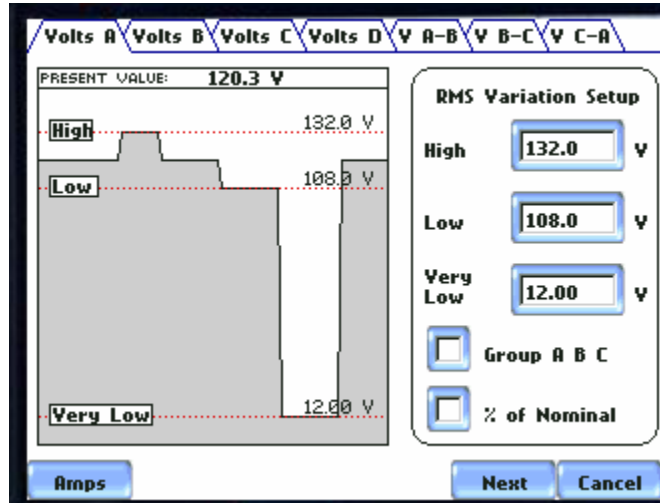 Volts A Volts B Volts C Volts D V A-B V B-C V C-A
PRESENT VALUE: 120.3 V
High 132.0 V
Low 108.0 V
Very Low 12.00 V
RMS Variation Setup
High 132.0 V
Low 108.0 V
Very
Low 12.00 V
Group A B C
% of Nominal
Amps Next Cancel